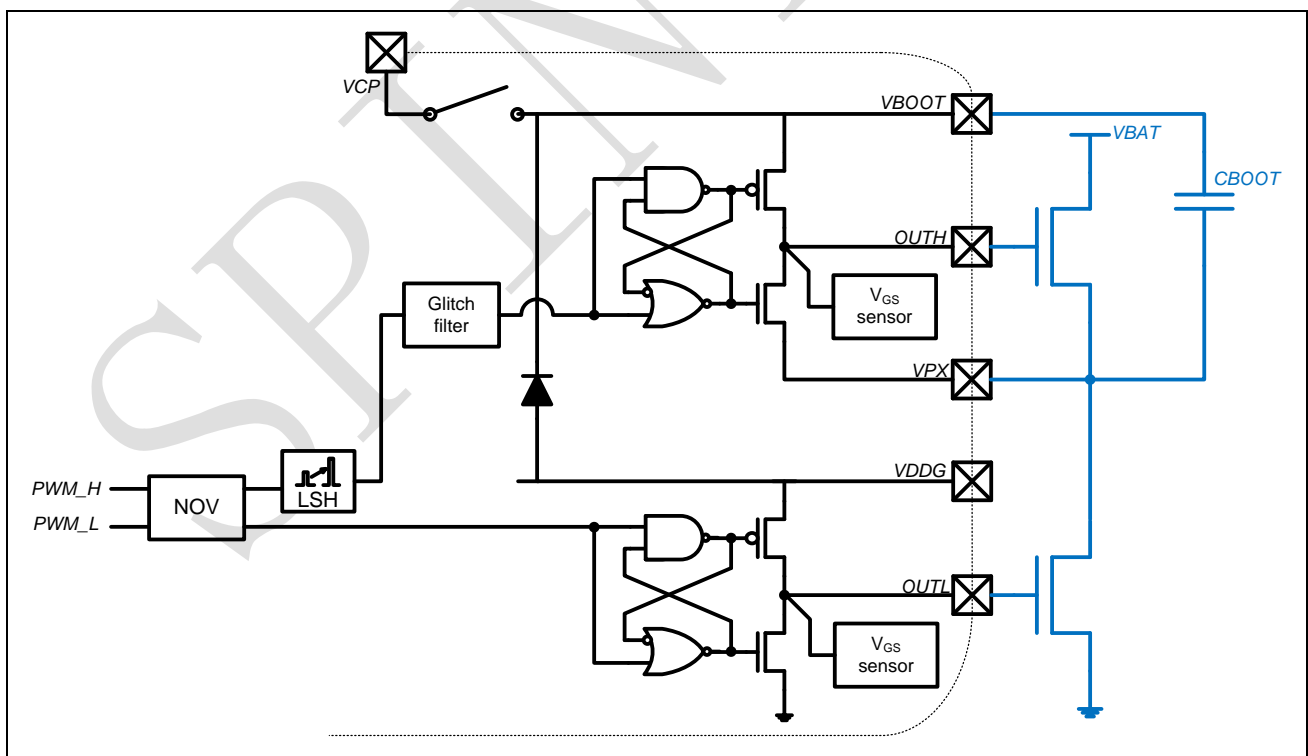 SPIN
VCP
VBOOT
VBAT
CBOOT
OUTH
Glitch
filter
VGS
sensor
VPX
VDDG
PWM_H
PWM_L
NOV
LSH
OUTL
VGS
sensor